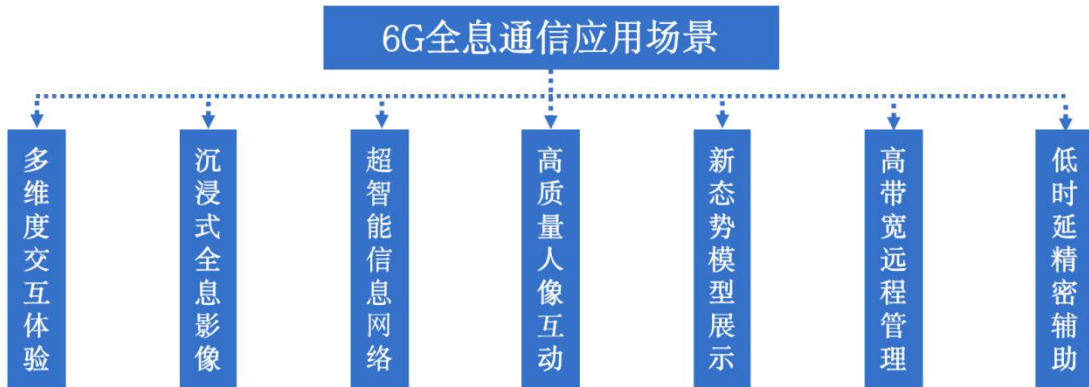 6G全息通信应用场景
多维度交互体验
沉浸式全息影像
超智能信息网络
高质量人像互动
新态势模型展示
高带宽远程管理
低时延精密辅助